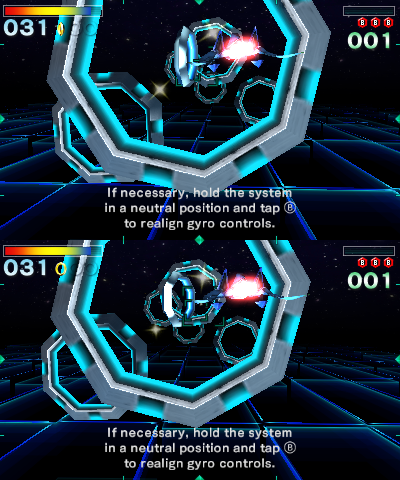 031
B B B
001
If necessary, hold the system
in a neutral position and tap Ⓑ
to realign gyro controls.
031
B B B
001
If necessary, hold the system
in a neutral position and tap Ⓑ
to realign gyro controls.